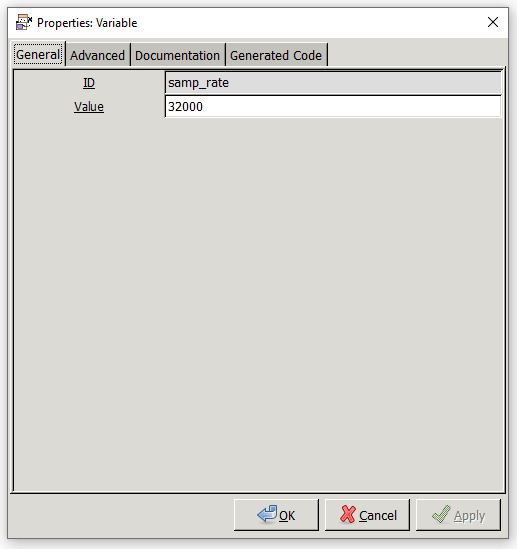 Properties: Variable
General Advanced Documentation Generated Code
ID samp_rate
Value 32000
OK Cancel Apply